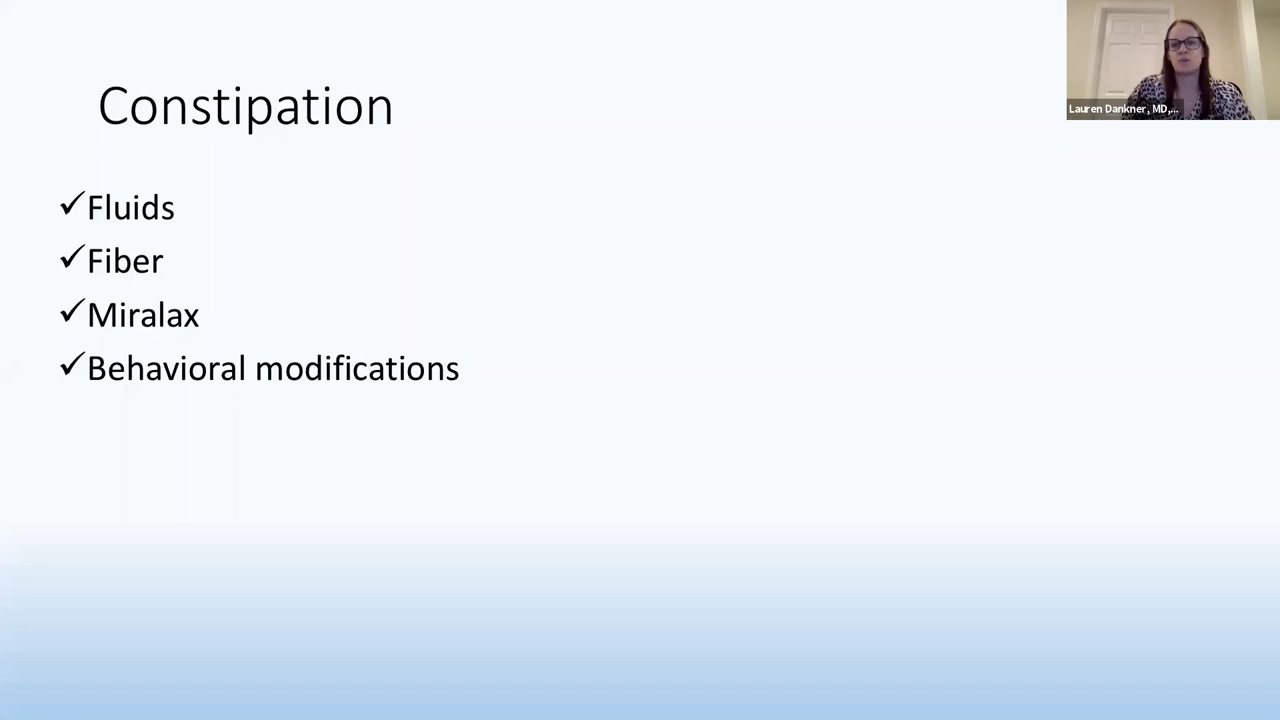 Constipation
Lauren Dankner, MD,...
✓Fluids
✓Fiber
✓Miralax
✓Behavioral modifications